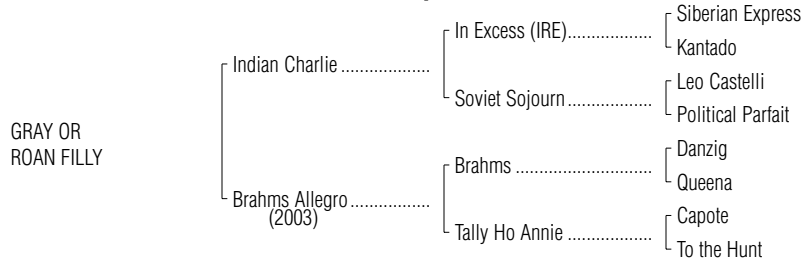 Siberian Express
In Excess (IRE)..................
Kantado
Indian Charlie ...................
Leo Castelli
Soviet Sojourn ..................
Political Parfait
GRAY OR
ROAN FILLY
Danzig
Brahms .......................
Queena
Brahms Allegro .................
(2003)
Capote
Tally Ho Annie ..................
To the Hunt